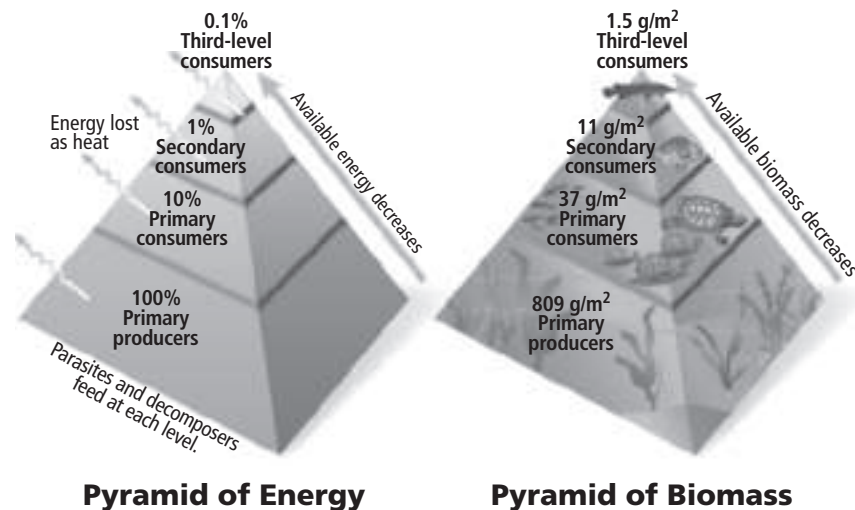 0.1%
Third-level
consumers
Energy lost
as heat
1%
Secondary
consumers
10%
Primary
consumers
100%
Primary
producers
Available energy decreases
Parasites and decomposers
feed at each level.
Pyramid of Energy
1.5 g/m²
Third-level
consumers
11 g/m²
Secondary
consumers
37 g/m²
Primary
consumers
809 g/m²
Primary
producers
Available biomass decreases
Pyramid of Biomass